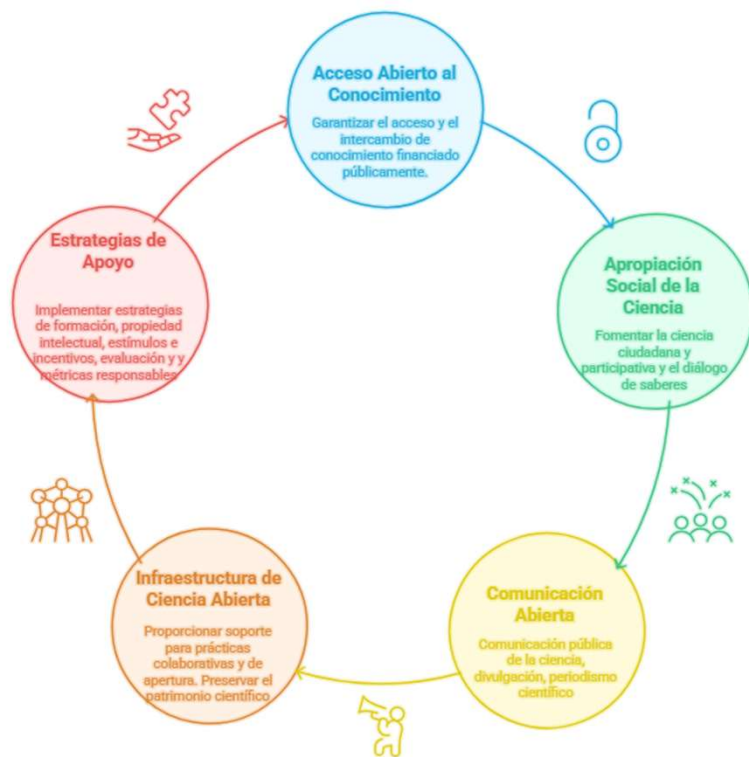 Acceso Abierto al
Conocimiento
Garantizar el acceso y el
intercambio de
conocimiento financiado
públicamente.
Apropiación
Social de la
Ciencia
Fomentar la ciencia
ciudadana y
participativa y el diálogo
de saberes
Comunicación
Abierta
Comunicación pública
de la ciencia,
divulgación, periodismo
científico
Infraestructura de
Ciencia Abierta
Proporcionar soporte
para prácticas
colaborativas y de
apertura. Preservar el
patrimonio científico
Estrategias de
Apoyo
Implementar estrategias
de formación, propiedad
intelectual, estímulos e
incentivos, evaluación y y
métricas responsables